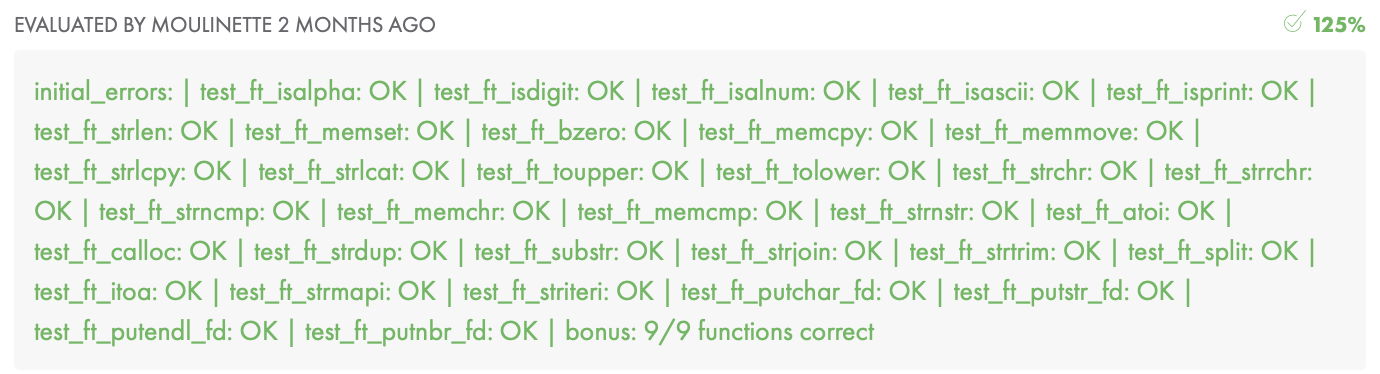 EVALUATED BY MOULINETTE 2 MONTHS AGO 125%
initial_errors: | test_ft_isalpha: OK | test_ft_isdigit: OK | test_ft_isalnum: OK | test_ft_isascii: OK | test_ft_isprint: OK |
test_ft_strlen: OK | test_ft_memset: OK | test_ft_bzero: OK | test_ft_memcpy: OK | test_ft_memmove: OK |
test_ft_strlcpy: OK | test_ft_strlcat: OK | test_ft_toupper: OK | test_ft_tolower: OK | test_ft_strchr: OK | test_ft_strrchr:
OK | test_ft_strncmp: OK | test_ft_memchr: OK | test_ft_memcmp: OK | test_ft_strnstr: OK | test_ft_atoi: OK |
test_ft_calloc: OK | test_ft_strdup: OK | test_ft_substr: OK | test_ft_strjoin: OK | test_ft_strtrim: OK | test_ft_split: OK |
test_ft_itoa: OK | test_ft_strmapi: OK | test_ft_striteri: OK | test_ft_putchar_fd: OK | test_ft_putstr_fd: OK |
test_ft_putendl_fd: OK | test_ft_putnbr_fd: OK | bonus: 9/9 functions correct